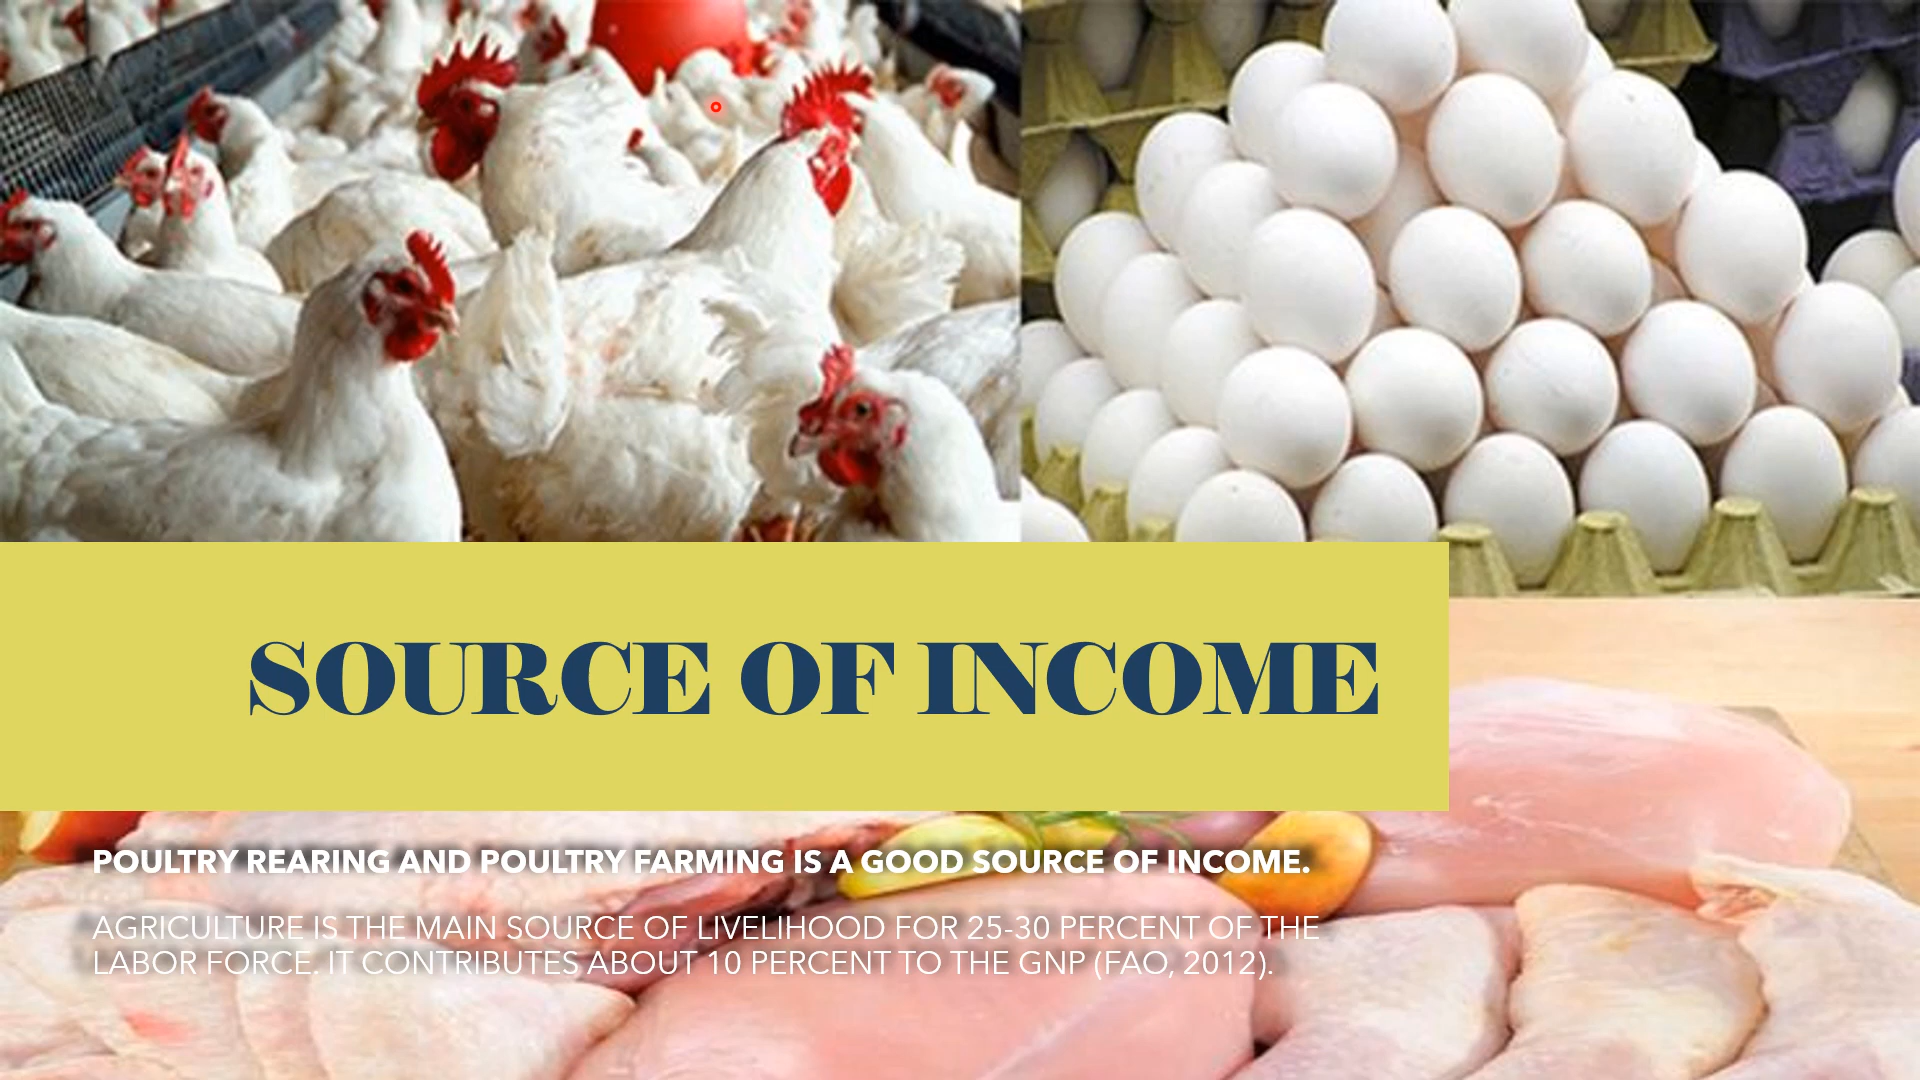 SOURCE OF INCOME
POULTRY REARING AND POULTRY FARMING IS A GOOD SOURCE OF INCOME.
AGRICULTURE IS THE MAIN SOURCE OF LIVELIHOOD FOR 25-30 PERCENT OF THE
LABOR FORCE. IT CONTRIBUTES ABOUT 10 PERCENT TO THE GNP (FAO, 2012).